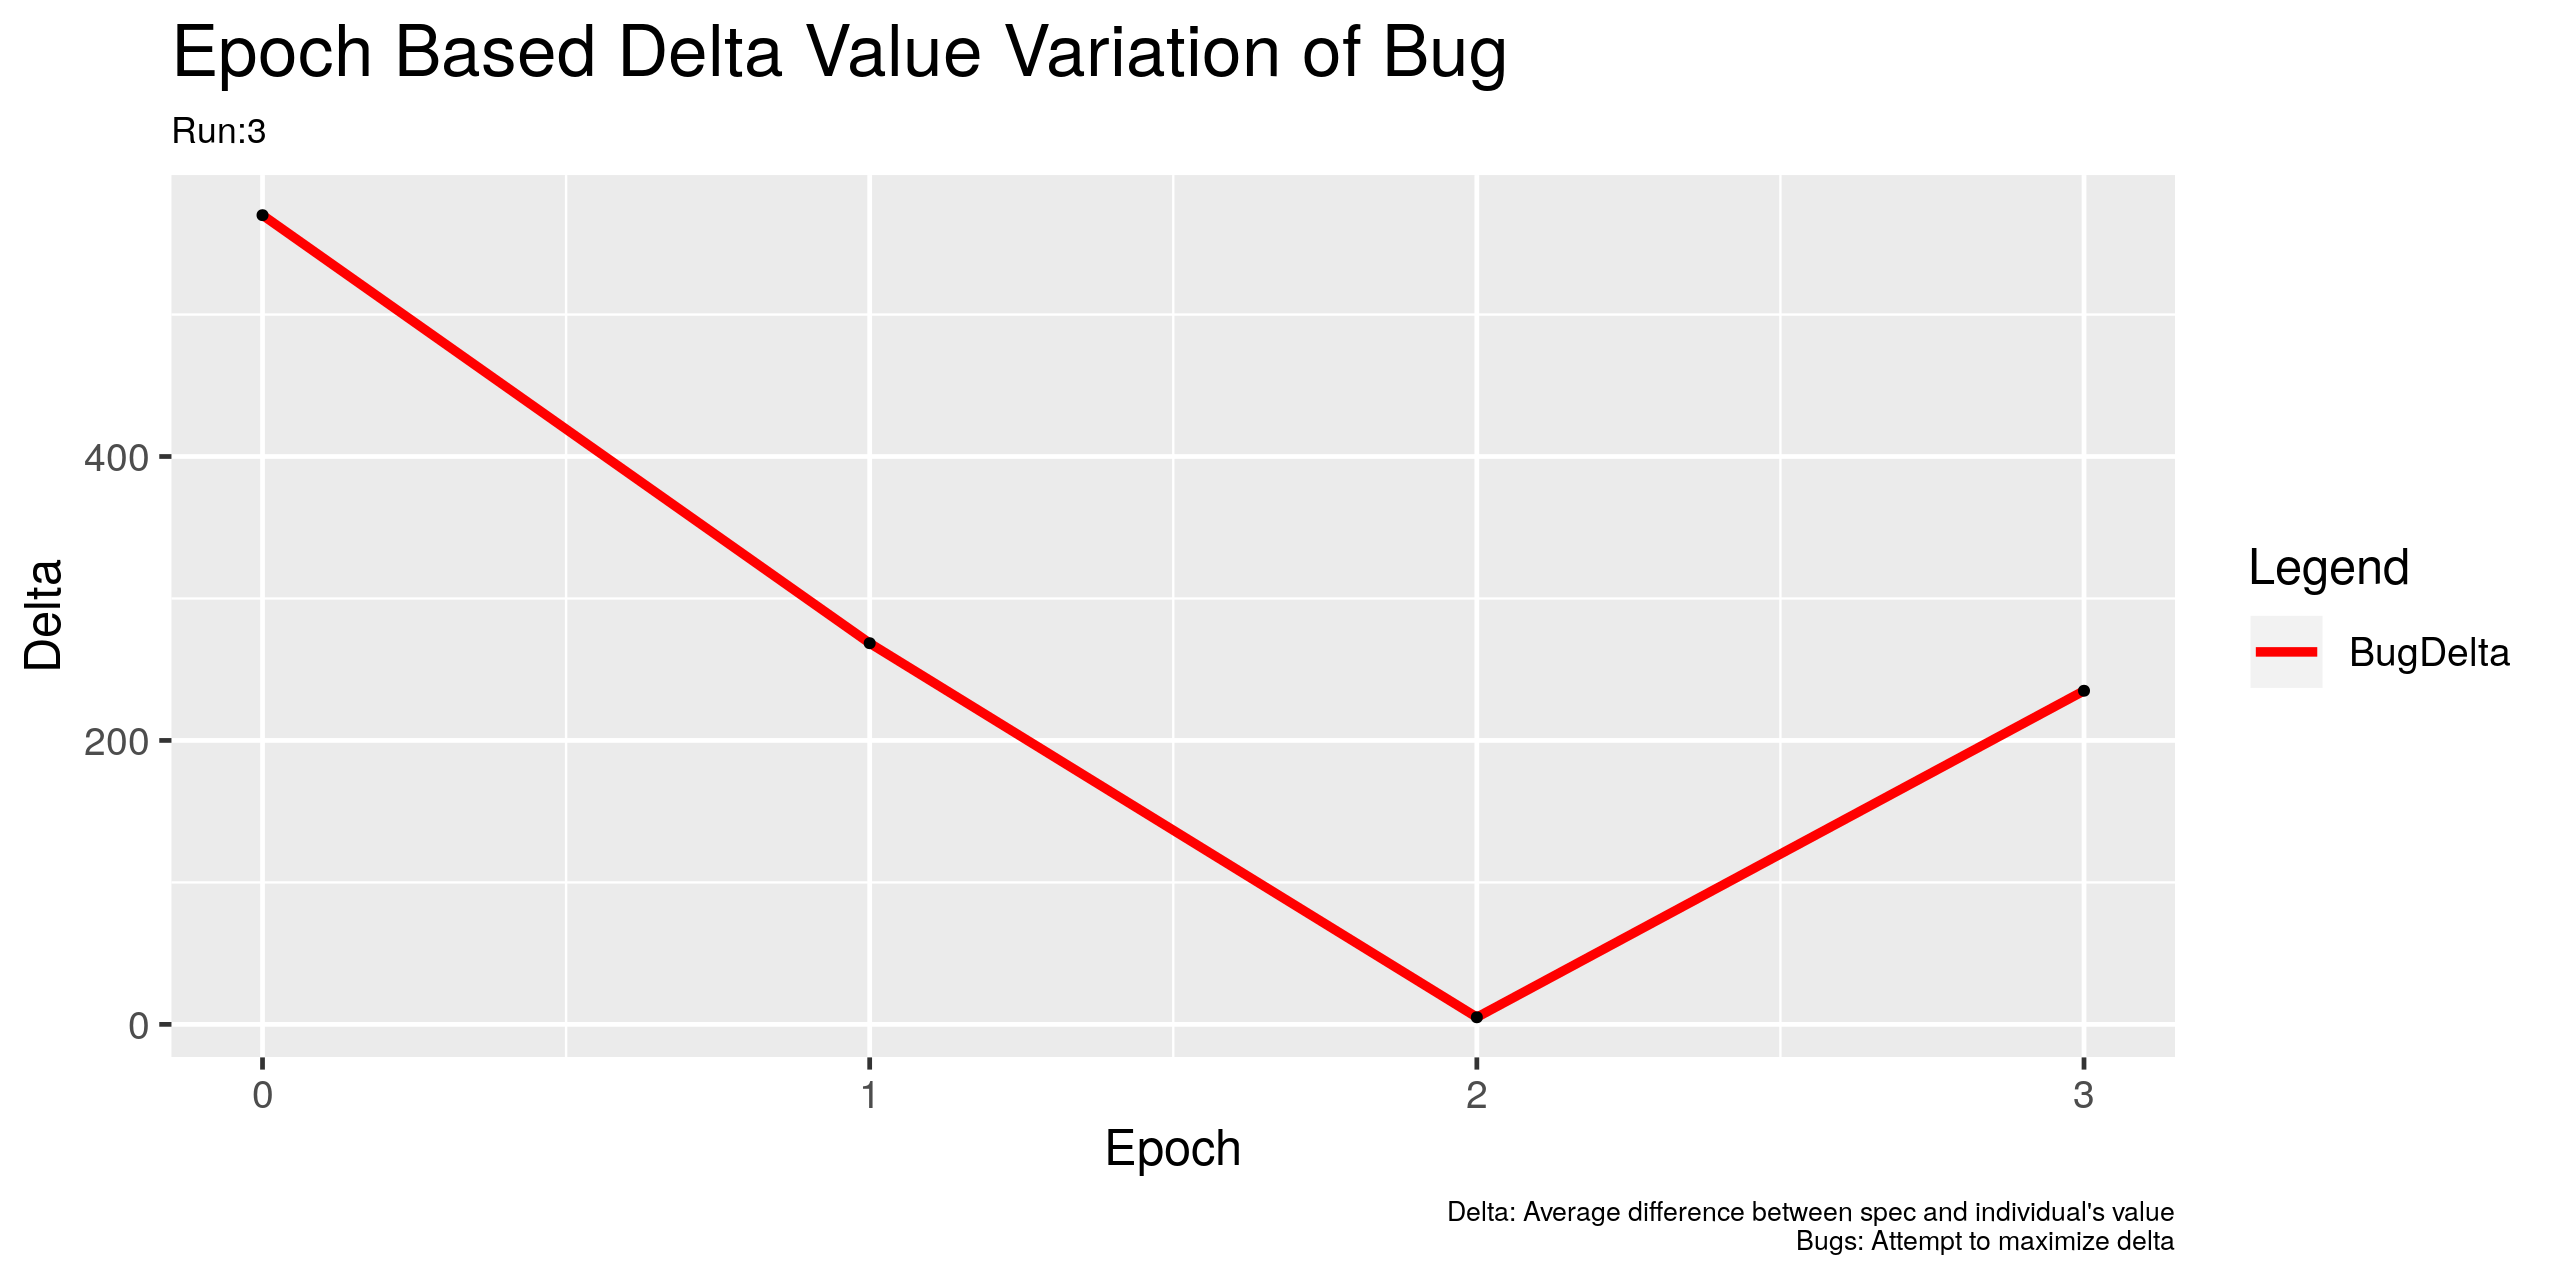 Epoch Based Delta Value Variation of Bug
Run:3
Delta
400
200
0
0
1
2
3
Epoch
Legend
BugDelta
Delta: Average difference between spec and individual's value
Bugs: Attempt to maximize delta